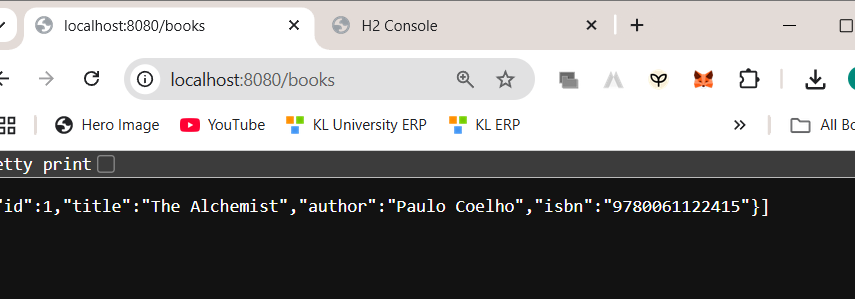 localhost:8080/books
H2 Console
localhost:8080/books
Hero Image
YouTube
KL University ERP
KL ERP
»
All Bo
etty print
"id":1,"title":"The Alchemist","author":"Paulo Coelho","isbn":"9780061122415"}]